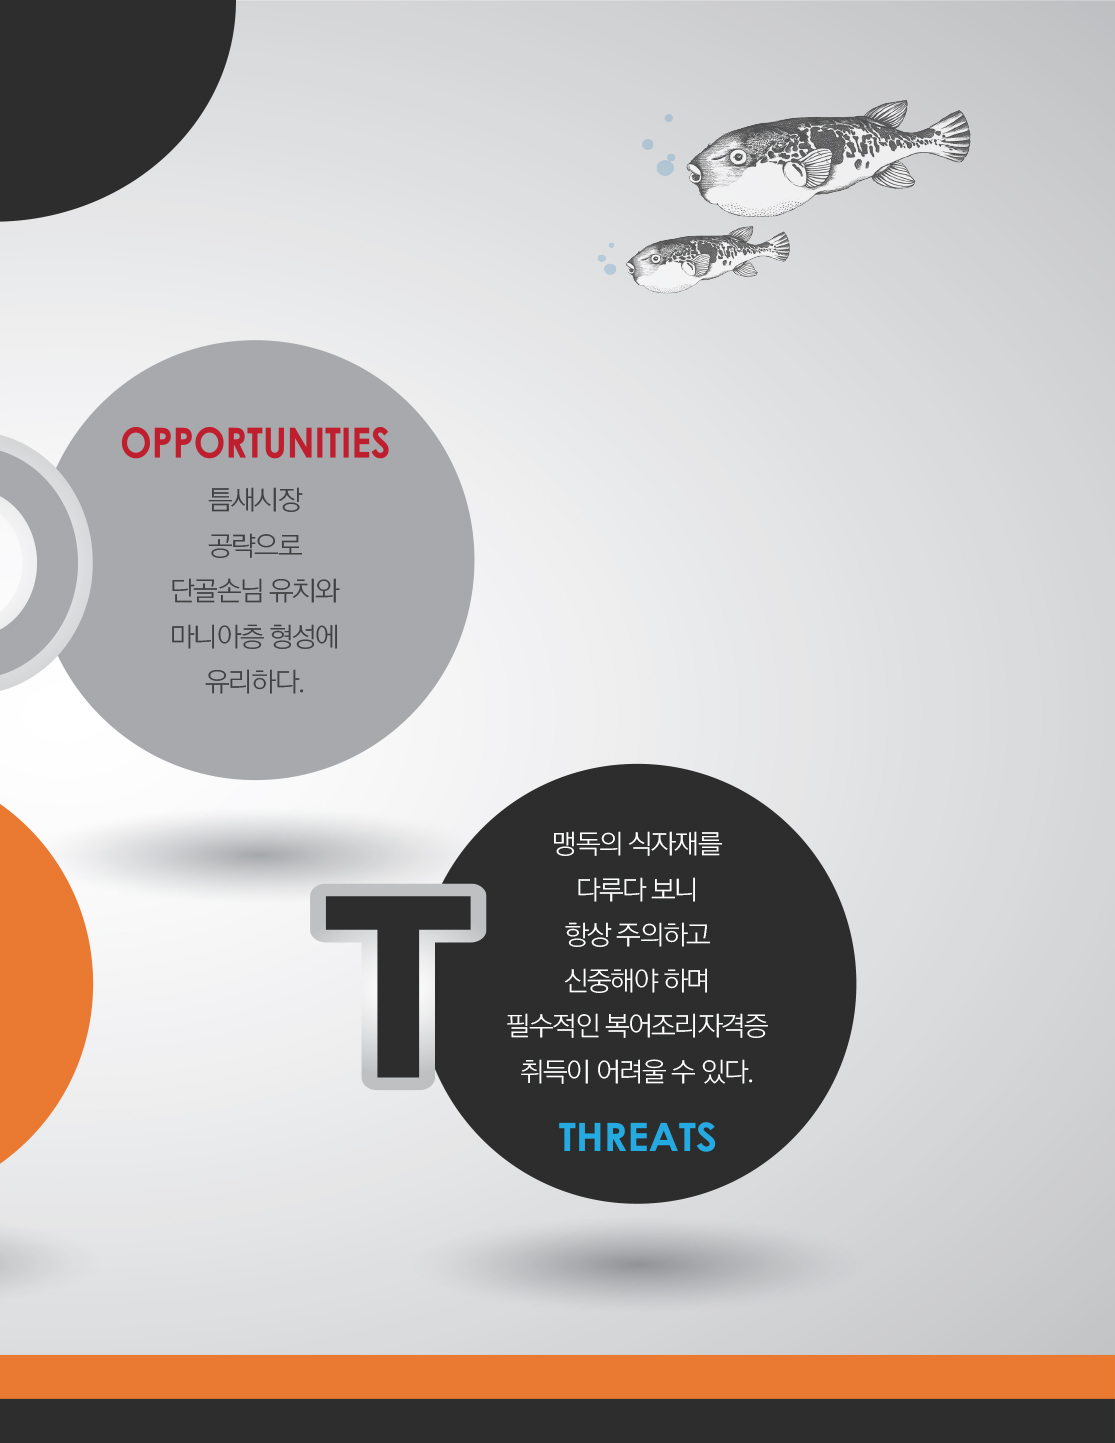 OPPORTUNITIES
틈새시장
공략으로
단골손님 유치와
마니아층 형성에
유리하다.
T
맹독의 식자재를
다루다 보니
항상 주의하고
신중해야 하며
필수적인 복어조리자격증
취득이 어려울 수 있다.
THREATS